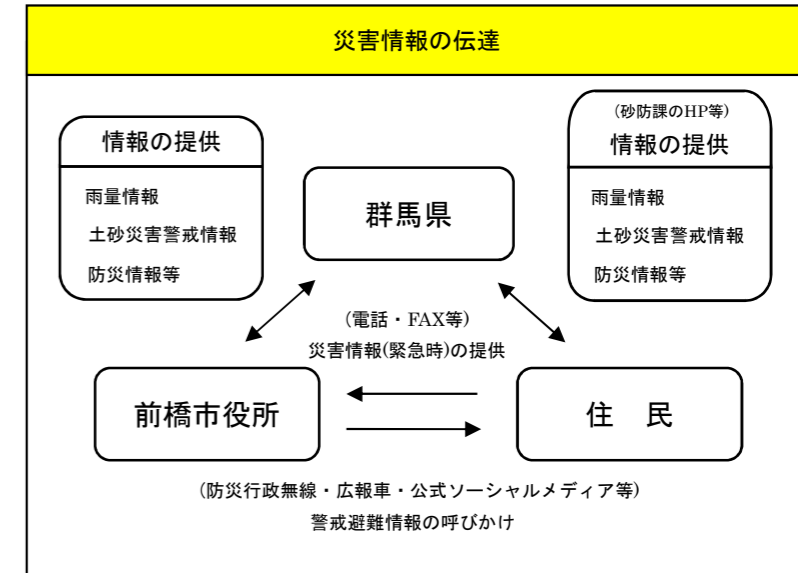 災害情報の伝達
情報の提供
雨量情報
土砂災害警戒情報
防災情報等
(砂防課のHP等)
情報の提供
雨量情報
土砂災害警戒情報
防災情報等
群馬県
(電話・FAX等)
災害情報(緊急時)の提供
前橋市役所
住　民
(防災行政無線・広報車・公式ソーシャルメディア等)
警戒避難情報の呼びかけ